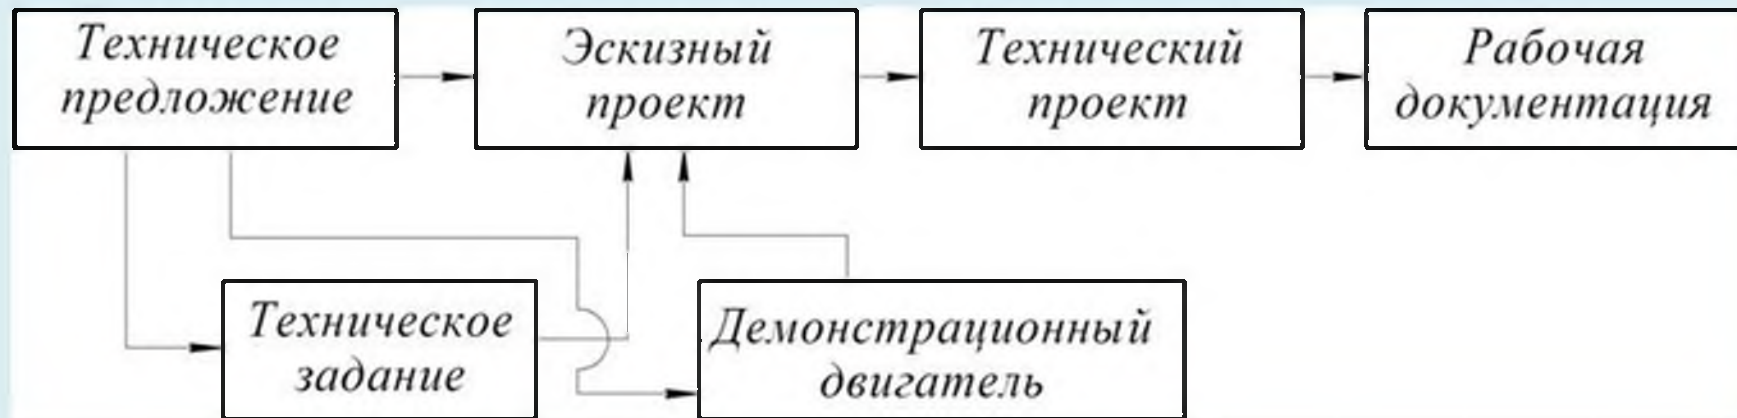 Техническое
предложение
Эскизный
проект
Технический
проект
Рабочая
документация
Техническое
задание
Демонстрационный
двигатель